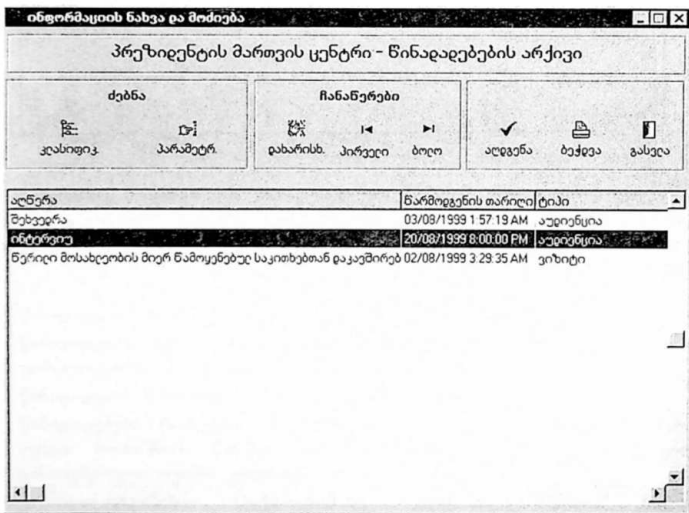 ინფორმაციის ნახვა და მოძიება
პრეზიდენტის მართვის ცენტრი - წინადადებების არქივი
ძებნა
ჩანაწერები
კლასიფიკ.
პარამეტრ.
დახარისხ.
პირველი
ბოლო
აღდგენა
ბეჭდვა
გასვლა
აღწერა წარმოდგენის თარიღი ტიპი
შეხვედრა 03/08/1999 1:57:19 AM აუდიენცია
ინტერვიუ 20/08/1999 8:00:00 PM აუდიენცია
წერილი მოსახლეობის მიერ წამოყენებულ საკითხებთან დაკავშირებ 02/08/1999 3:29:35 AM ვიზიტი